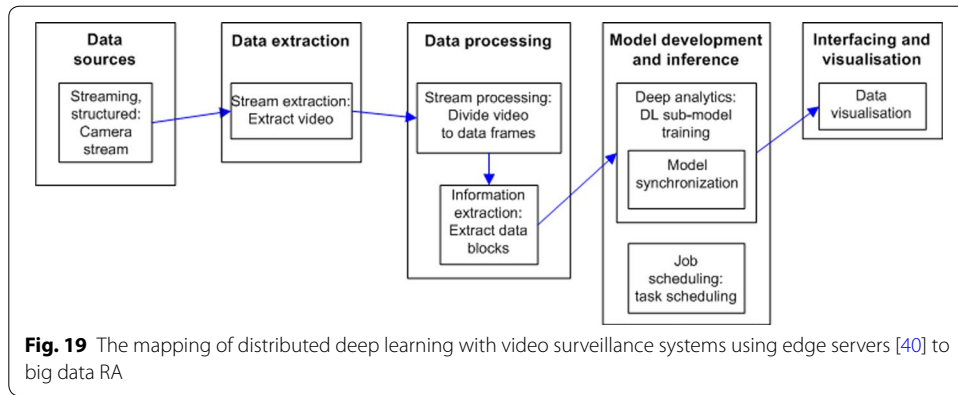 Data
sources
Streaming,
structured:
Camera
stream
Data extraction
Stream extraction:
Extract video
Data processing
Stream processing:
Divide video
to data frames
Information
extraction:
Extract data
blocks
Model development
and inference
Deep analytics:
DL sub-model
training
Model
synchronization
Job
scheduling:
task scheduling
Interfacing and
visualisation
Data
visualisation
Fig. 19 The mapping of distributed deep learning with video surveillance systems using edge servers [40] to
big data RA